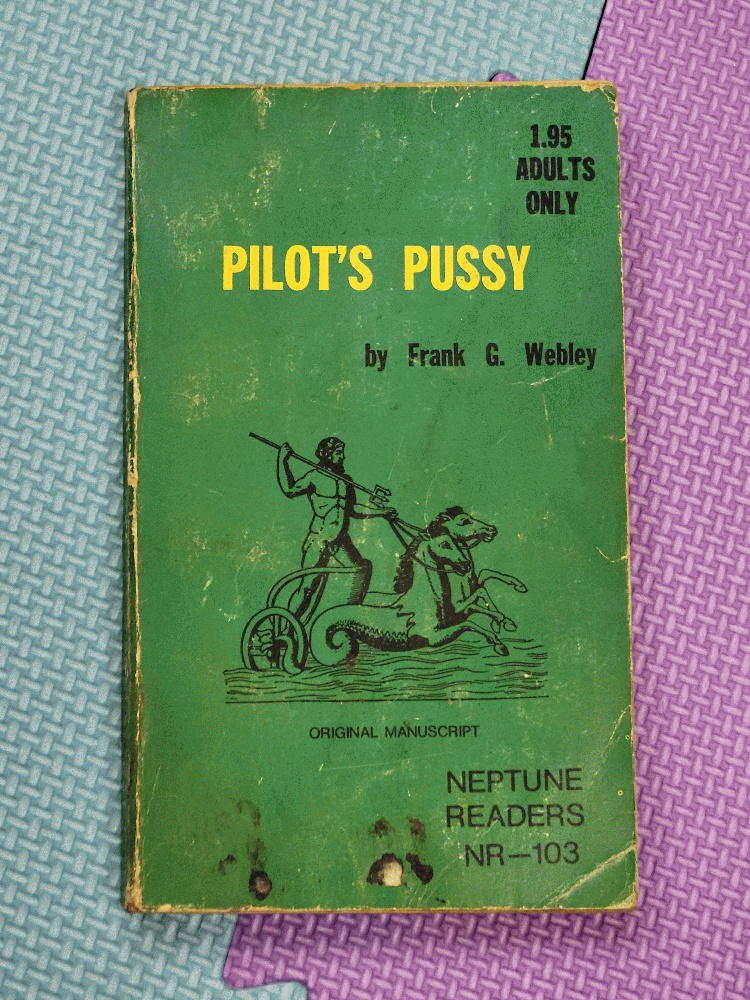 1.95
ADULTS
ONLY
PILOT'S PUSSY
by Frank G. Webley
ORIGINAL MANUSCRIPT
NEPTUNE
READERS
NR—103